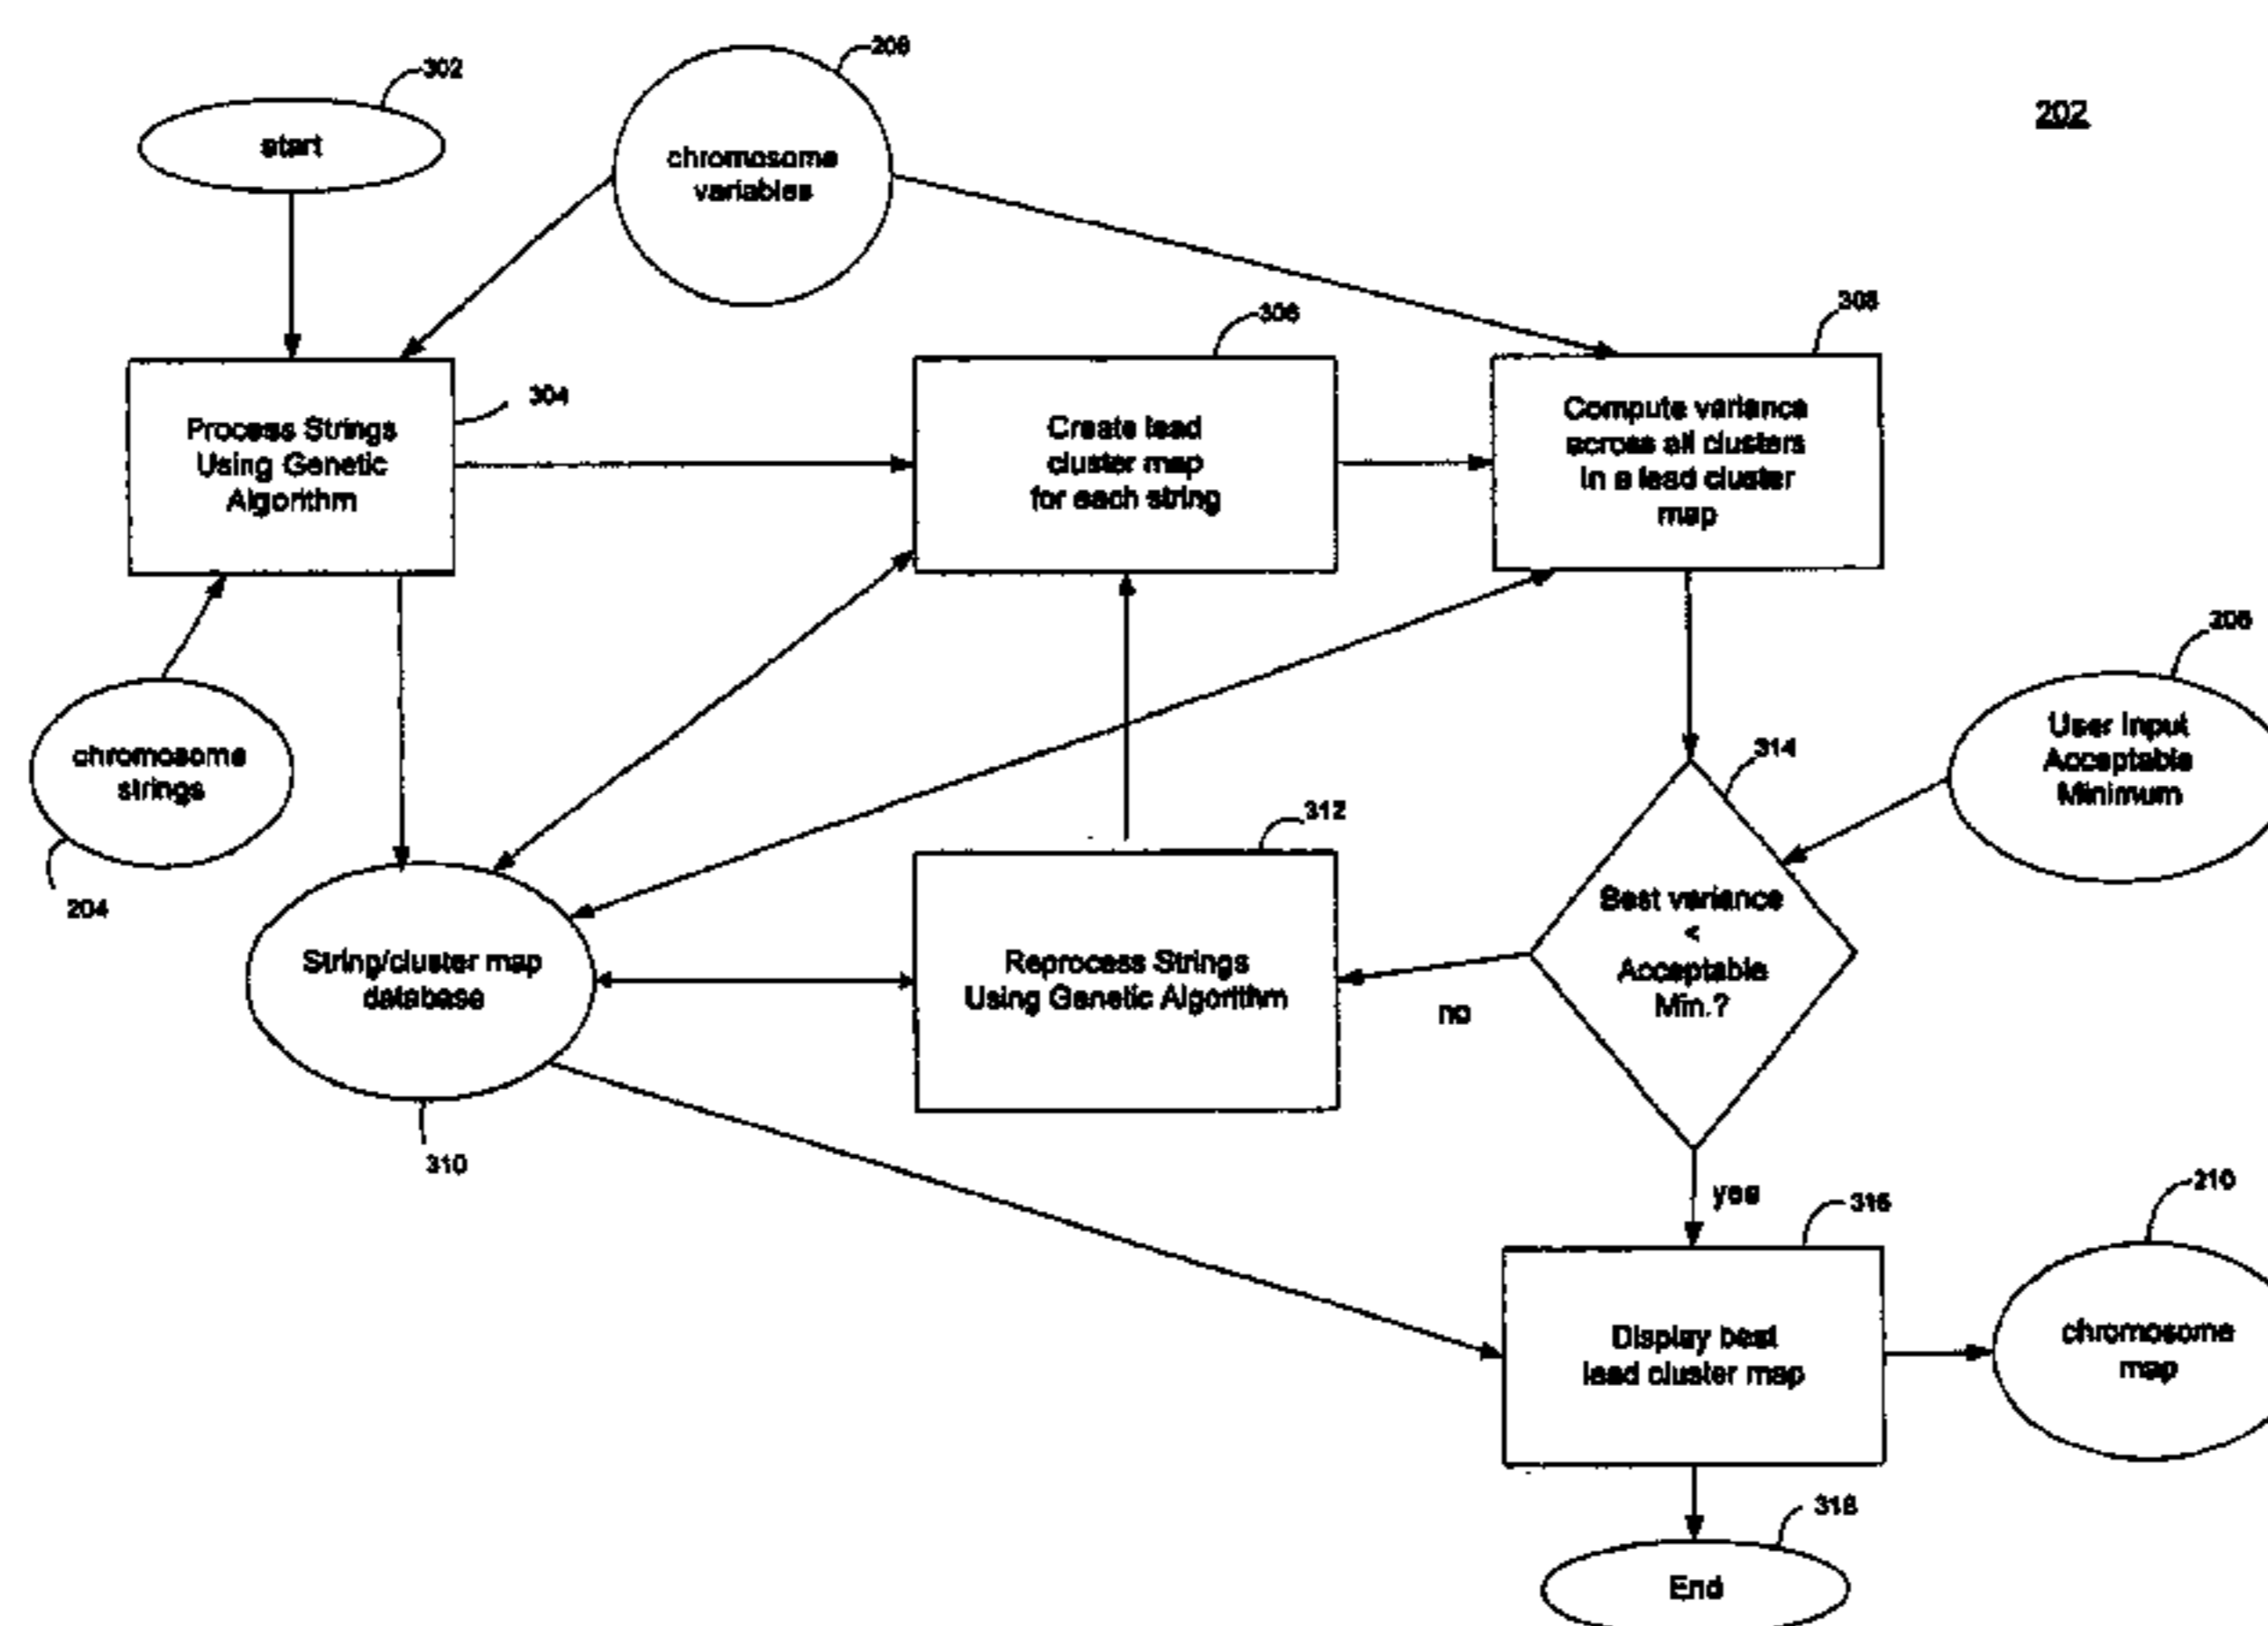 302
start
chromosome
variables
202
306
304
Process Strings
Using Genetic
Algorithm
Create lead
cluster map
for each string
Compute variance
across all clusters
in a lead cluster
map
chromosome
strings
204
314
User Input
Acceptable
Minimum
312
String/cluster map
database
310
Reprocess Strings
Using Genetic Algorithm
no
Best variance
<
Acceptable
Min.?
yes
316
210
Display best
lead cluster map
chromosome
map
318
End